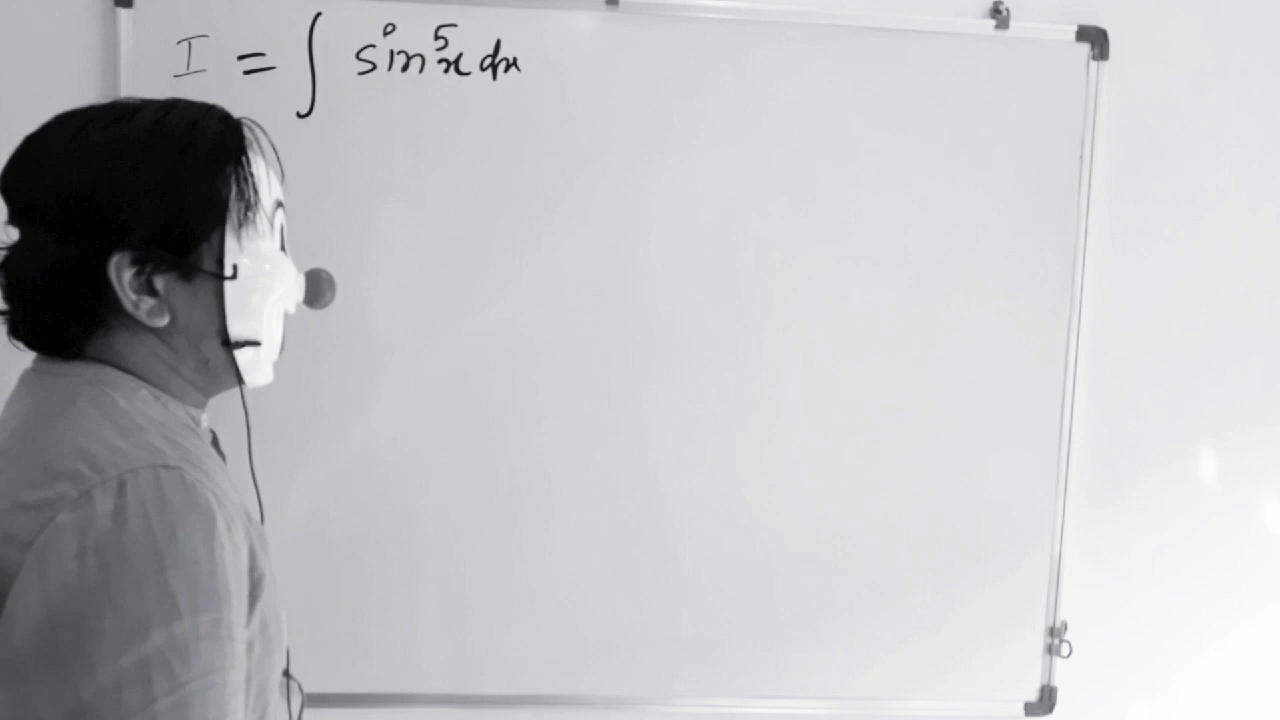 I = ∫ sin⁵x dx